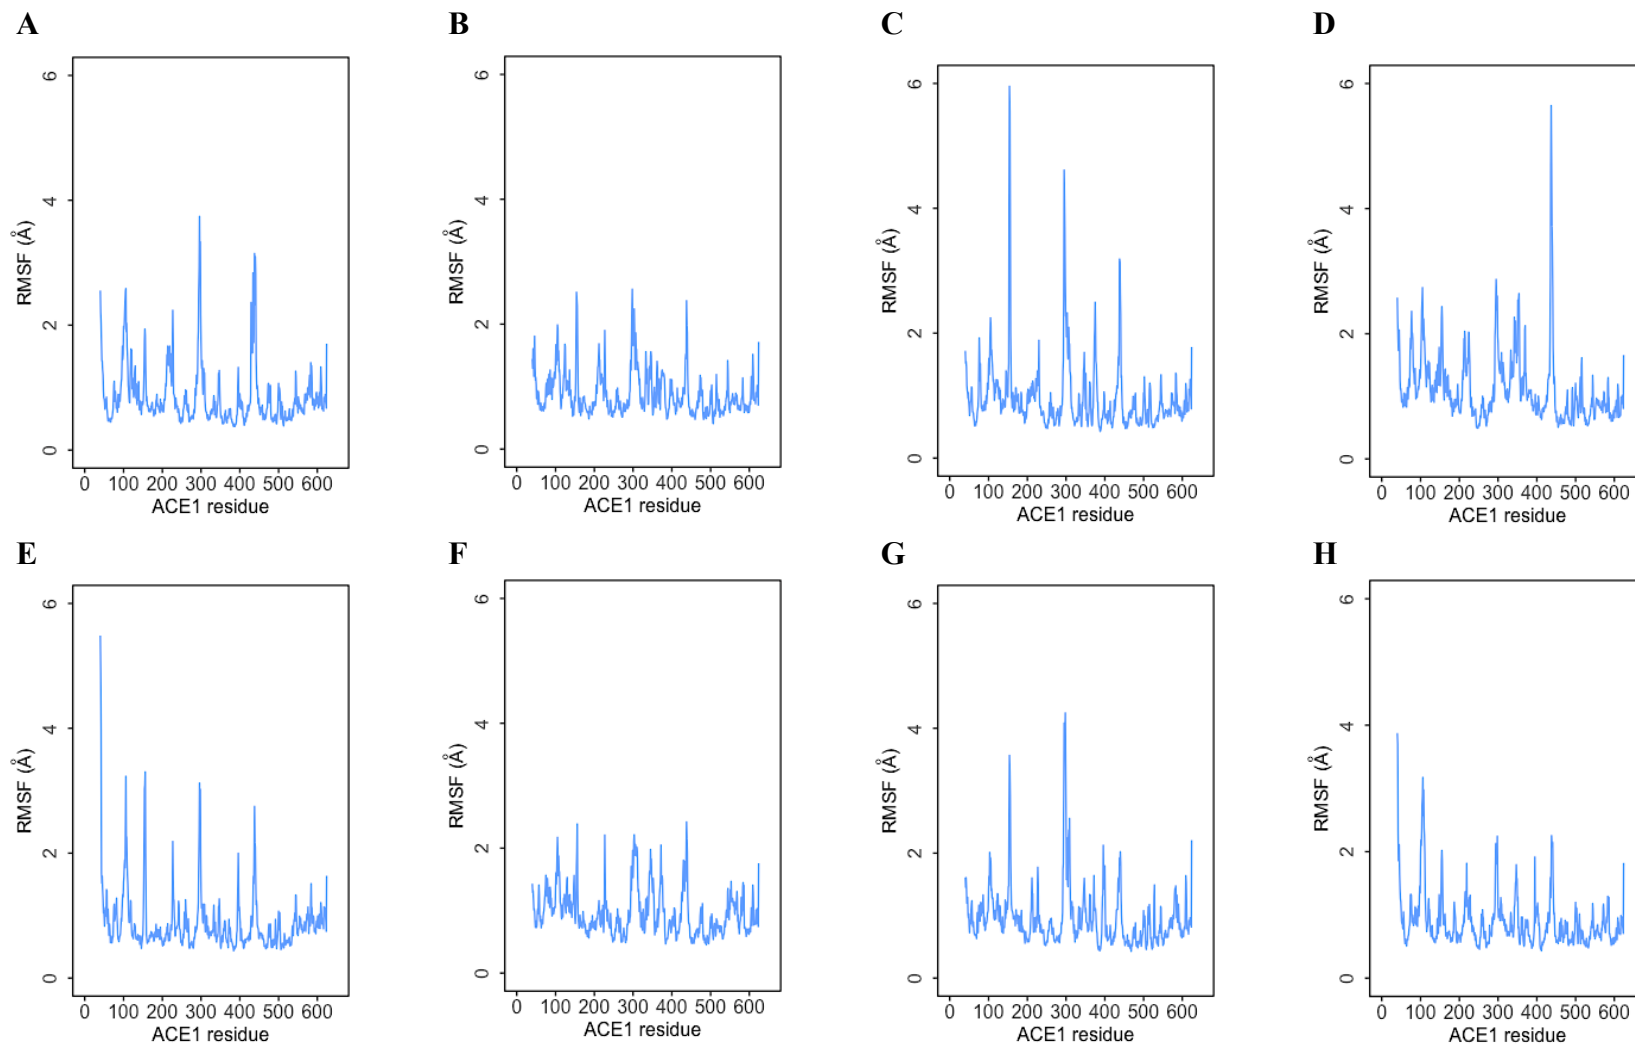 A B C D
6 6 6 6
4 4 4 4
2 2 2 2
0 0 0 0
RMSF (Å) RMSF (Å) RMSF (Å) RMSF (Å)
0 100 200 300 400 500 600 0 100 200 300 400 500 600 0 100 200 300 400 500 600 0 100 200 300 400 500 600
ACE1 residue ACE1 residue ACE1 residue ACE1 residue
E F G H
6 6 6 6
4 4 4 4
2 2 2 2
0 0 0 0
RMSF (Å) RMSF (Å) RMSF (Å) RMSF (Å)
0 100 200 300 400 500 600 0 100 200 300 400 500 600 0 100 200 300 400 500 600 0 100 200 300 400 500 600
ACE1 residue ACE1 residue ACE1 residue ACE1 residue